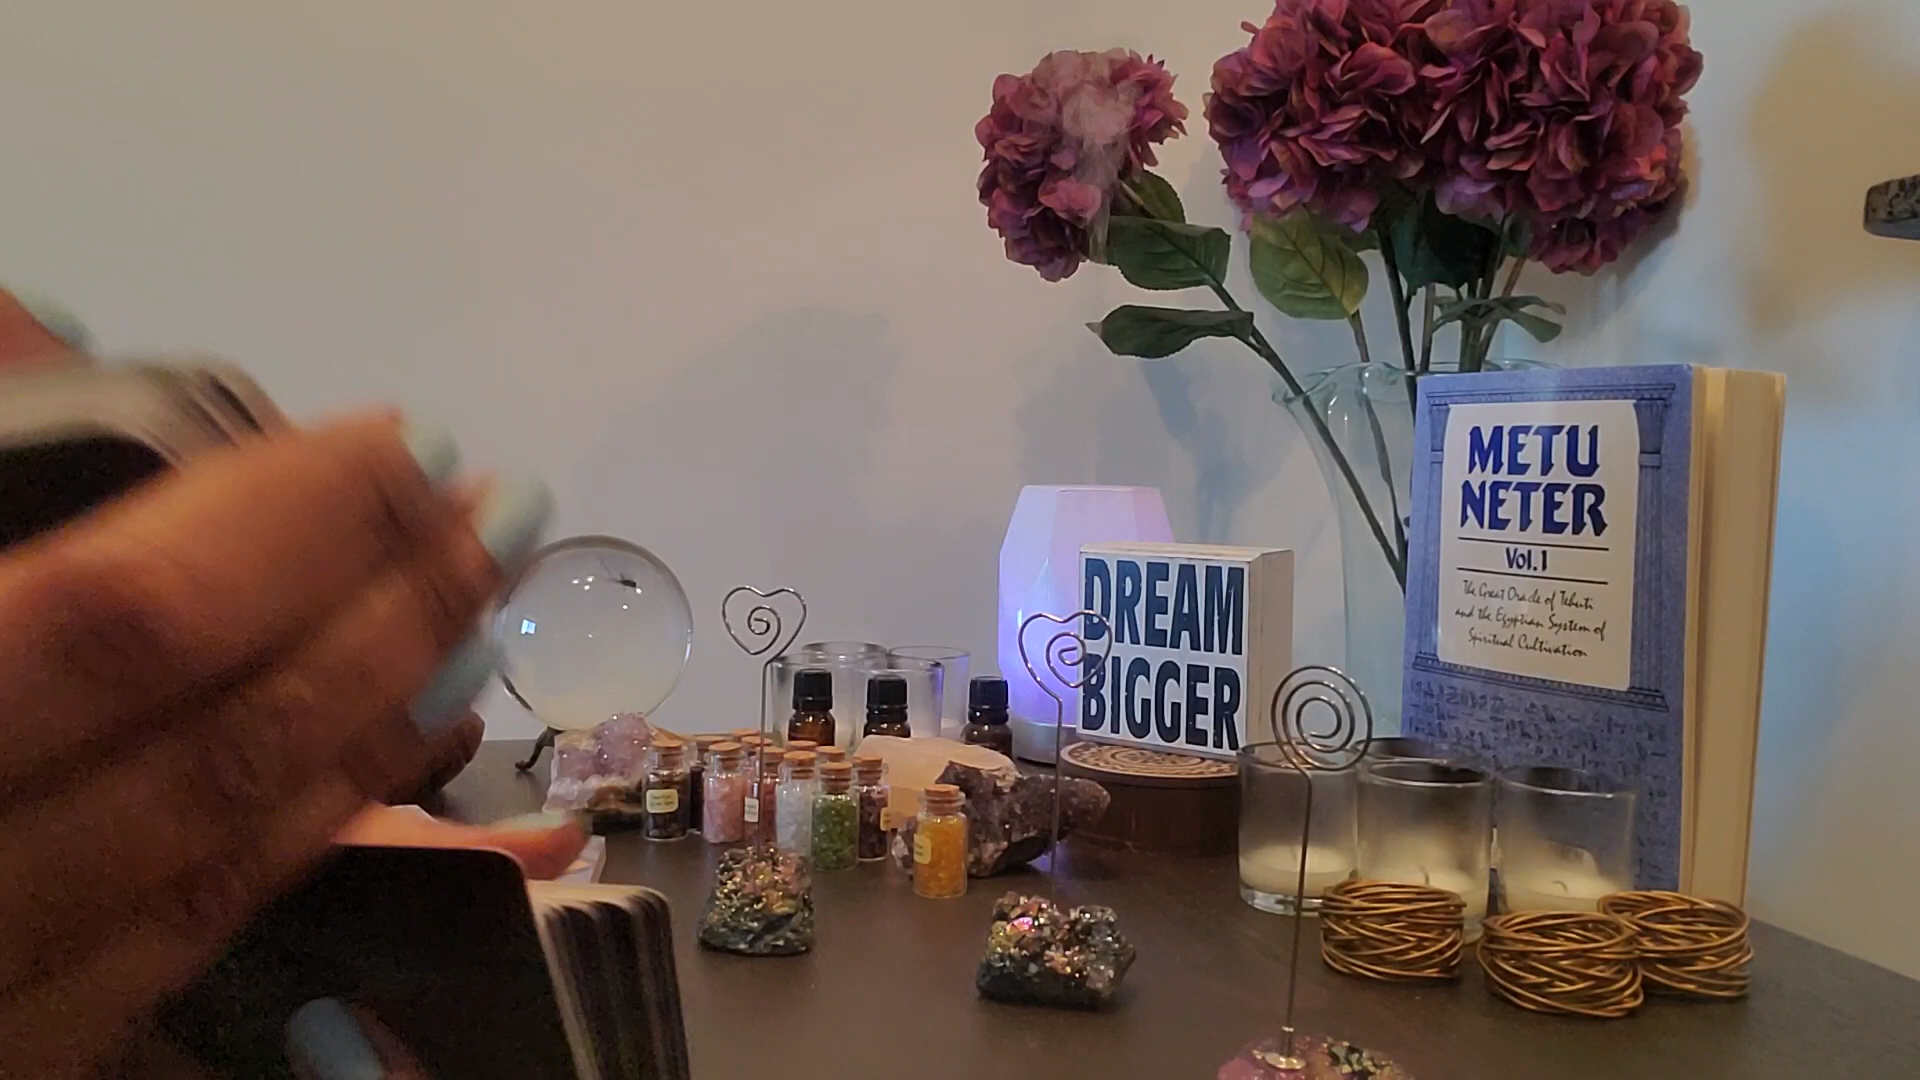 DREAM
BIGGER
METU
NETER
Vol.1
The Great Oracle of Tehuti
and the Egyptian System of
Spiritual Cultivation